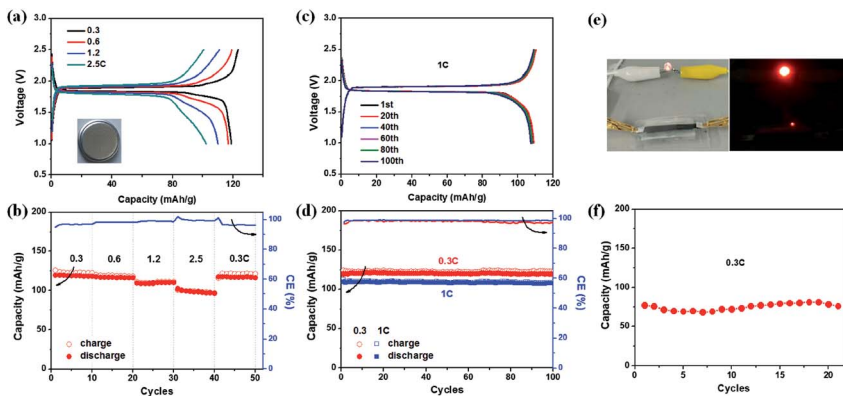 (a)
3.0
2.5
2.0
1.5
1.0
0.5
Voltage (V)
0.3
0.6
1.2
2.5C
0 40 80 120
Capacity (mAh/g)
(c)
3.0
2.5
2.0
1.5
1.0
0.5
Voltage (V)
1C
1st
20th
40th
60th
80th
100th
0 20 40 60 80 100 120
Capacity (mAh/g)
(e)
(b)
200
150
100
50
0
Capacity (mAh/g)
0.3 0.6 1.2 2.5 0.3C
charge
discharge
0 10 20 30 40 50
Cycles
100
80
60
40
20
0
CE (%)
(d)
200
150
100
50
0
Capacity (mAh/g)
0.3C
1C
0.3 1C
charge
discharge
0 20 40 60 80 100
Cycles
100
80
60
40
20
0
CE (%)
(f)
200
150
100
50
0
Capacity (mAh/g)
0.3C
0 5 10 15 20
Cycles